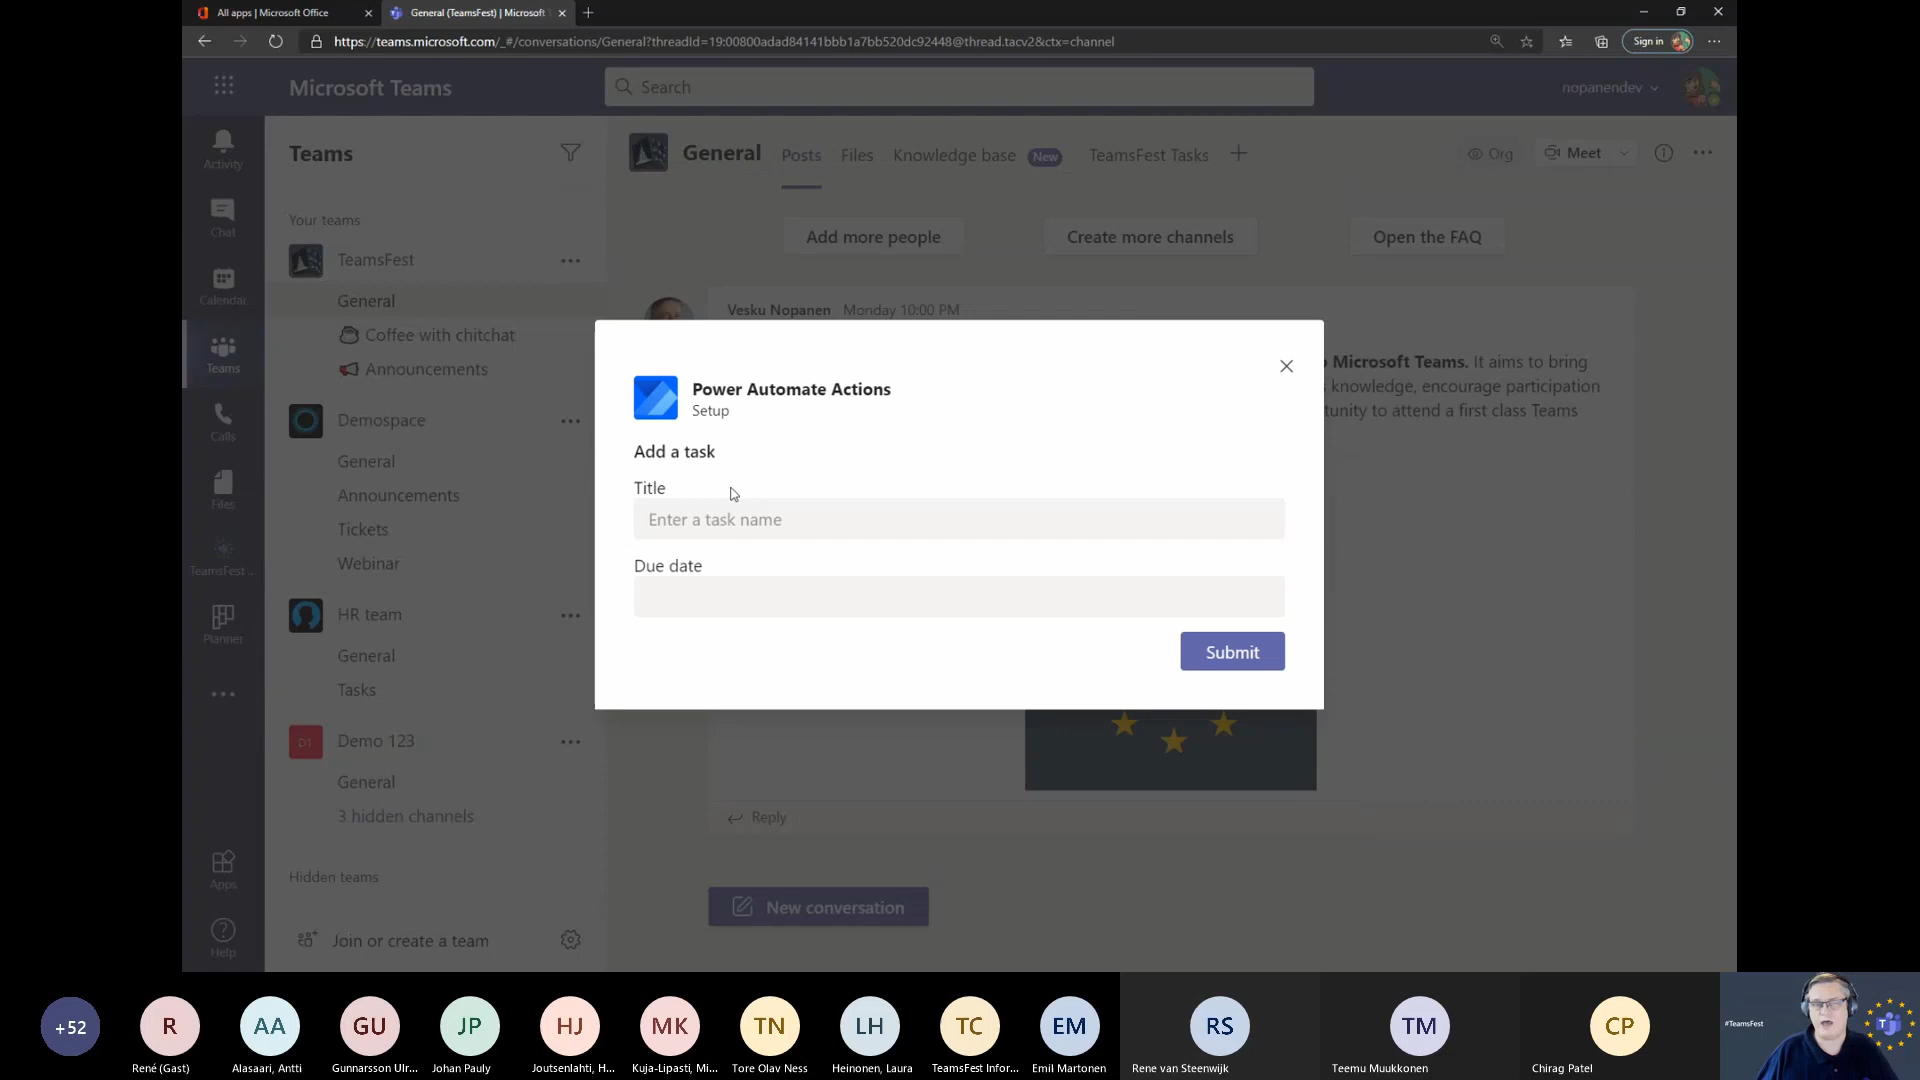 All apps | Microsoft Office
General (TeamsFest) | Microsoft
https://teams.microsoft.com/_#/conversations/General?threadId=19:00800adad84141bbb1a7bb520dc92448@thread.tacv2&ctx=channel
Sign in
Microsoft Teams
Search
nopanendev
Activity
Chat
Calendar
Teams
Calls
Files
TeamsFest ..
Planner
Apps
Help
Teams
Your teams
TeamsFest
General
Coffee with chitchat
Announcements
Demospace
General
Announcements
Tickets
Webinar
HR team
General
Tasks
D1
Demo 123
General
3 hidden channels
Hidden teams
Join or create a team
General
Posts
Files
Knowledge base
New
TeamsFest Tasks
Org
Meet
Add more people
Create more channels
Open the FAQ
Vesku Nopanen Monday 10:00 PM
Microsoft Teams. It aims to bring
knowledge, encourage participation
to attend a first class Teams
Power Automate Actions
Setup
Add a task
Title
Enter a task name
Due date
Submit
Reply
New conversation
+52
R
René (Gast)
AA
Alasaari, Antti
GU
Gunnarsson Ulr...
JP
Johan Pauly
HJ
Joutsenlahti, H...
MK
Kuja-Lipasti, Mi...
TN
Tore Olav Ness
LH
Heinonen, Laura
TC
TeamsFest Infor...
EM
Emil Martonen
RS
Rene van Steenwijk
TM
Teemu Muukkonen
CP
Chirag Patel
#TeamsFest
T